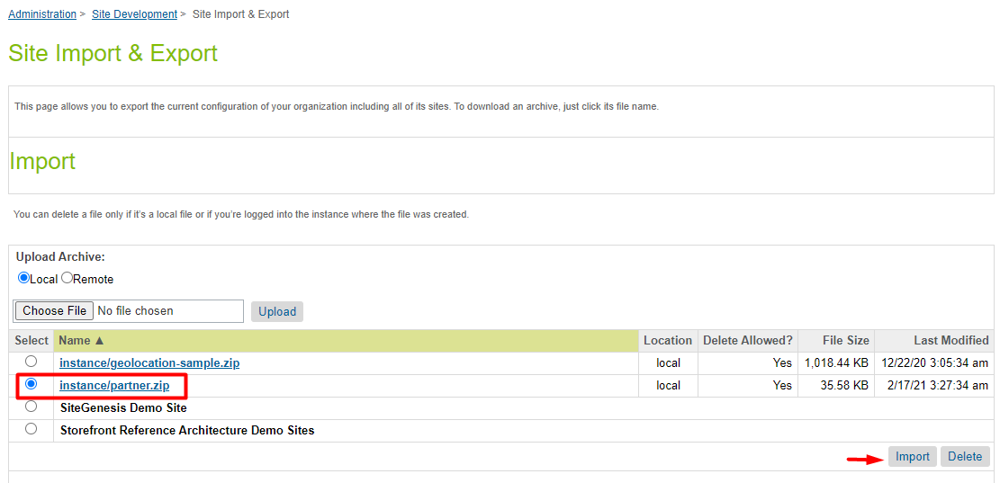 Administration > Site Development > Site Import & Export
Site Import & Export
This page allows you to export the current configuration of your organization including all of its sites. To download an archive, just click its file name.
Import
You can delete a file only if it's a local file or if you're logged into the instance where the file was created.
Upload Archive:
Local Remote
Choose File No file chosen Upload
Select Name ▲ Location Delete Allowed? File Size Last Modified
instance/geolocation-sample.zip local Yes 1,018.44 KB 12/22/20 3:05:34 am
instance/partner.zip local Yes 35.58 KB 2/17/21 3:27:34 am
SiteGenesis Demo Site
Storefront Reference Architecture Demo Sites
Import Delete